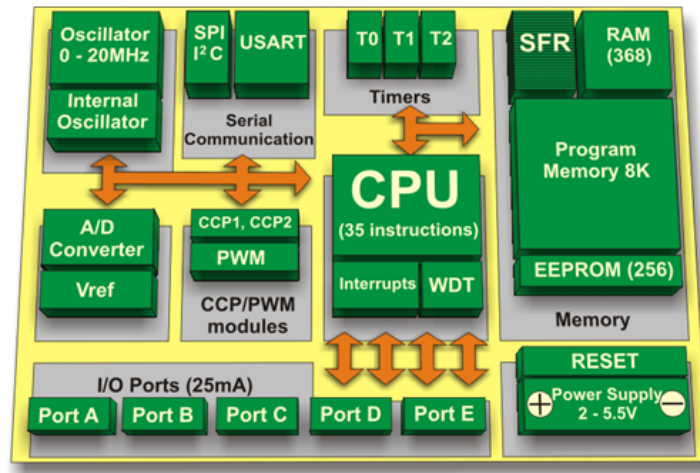 Oscillator
0 - 20MHz
Internal
Oscillator
SPI
I²C
USART
Serial
Communication
T0
T1
T2
Timers
SFR
RAM
(368)
Program
Memory 8K
EEPROM (256)
Memory
CPU
(35 instructions)
Interrupts
WDT
A/D
Converter
Vref
CCP1, CCP2
PWM
CCP/PWM
modules
I/O Ports (25mA)
Port A
Port B
Port C
Port D
Port E
RESET
+
Power Supply
2 - 5.5V
−